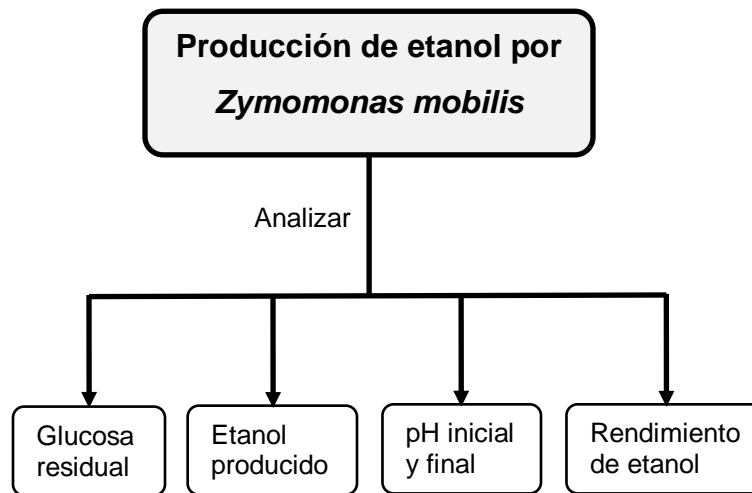 Producción de etanol por
Zymomonas mobilis
Analizar
Glucosa
residual
Etanol
producido
pH inicial
y final
Rendimiento
de etanol